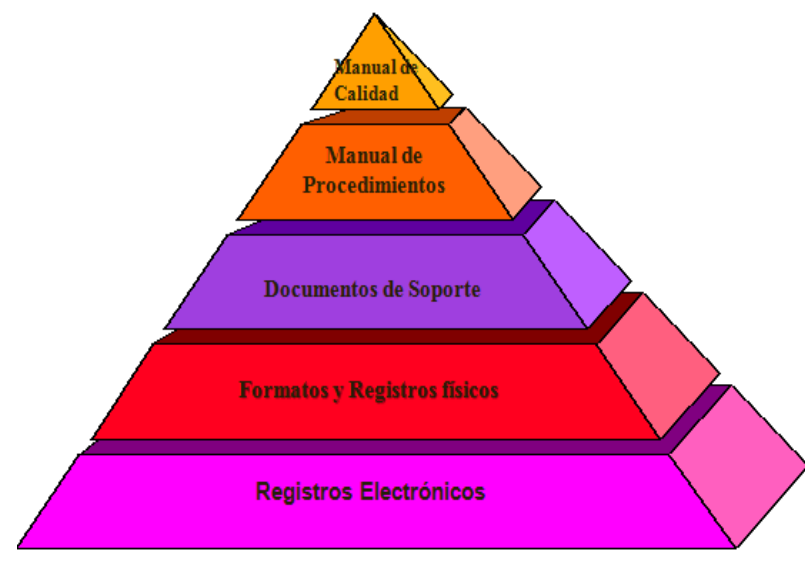 Manual de
Calidad
Manual de
Procedimientos
Documentos de Soporte
Formatos y Registros físicos
Registros Electrónicos